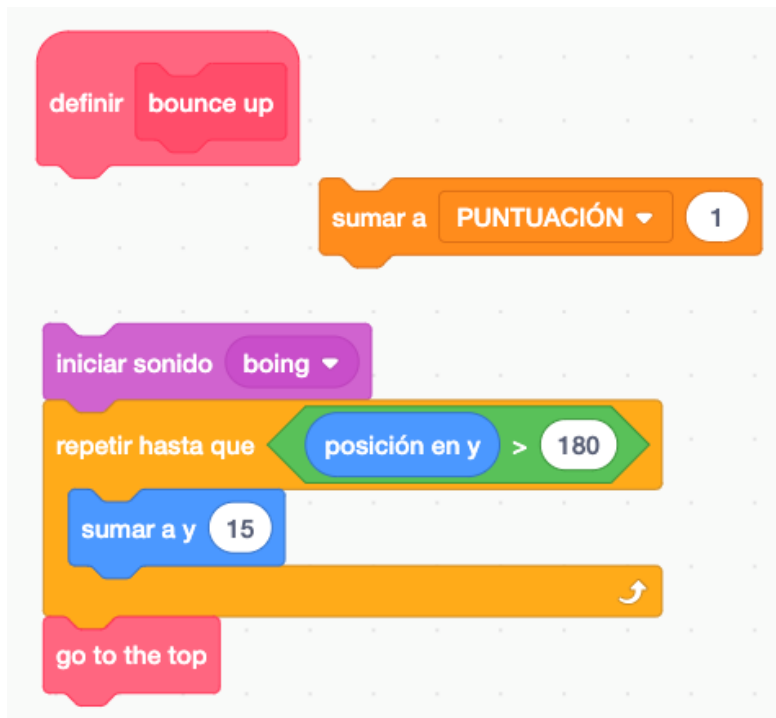 definir bounce up
sumar a PUNTUACIÓN 1
iniciar sonido boing
repetir hasta que posición en y > 180
sumar a y 15
go to the top